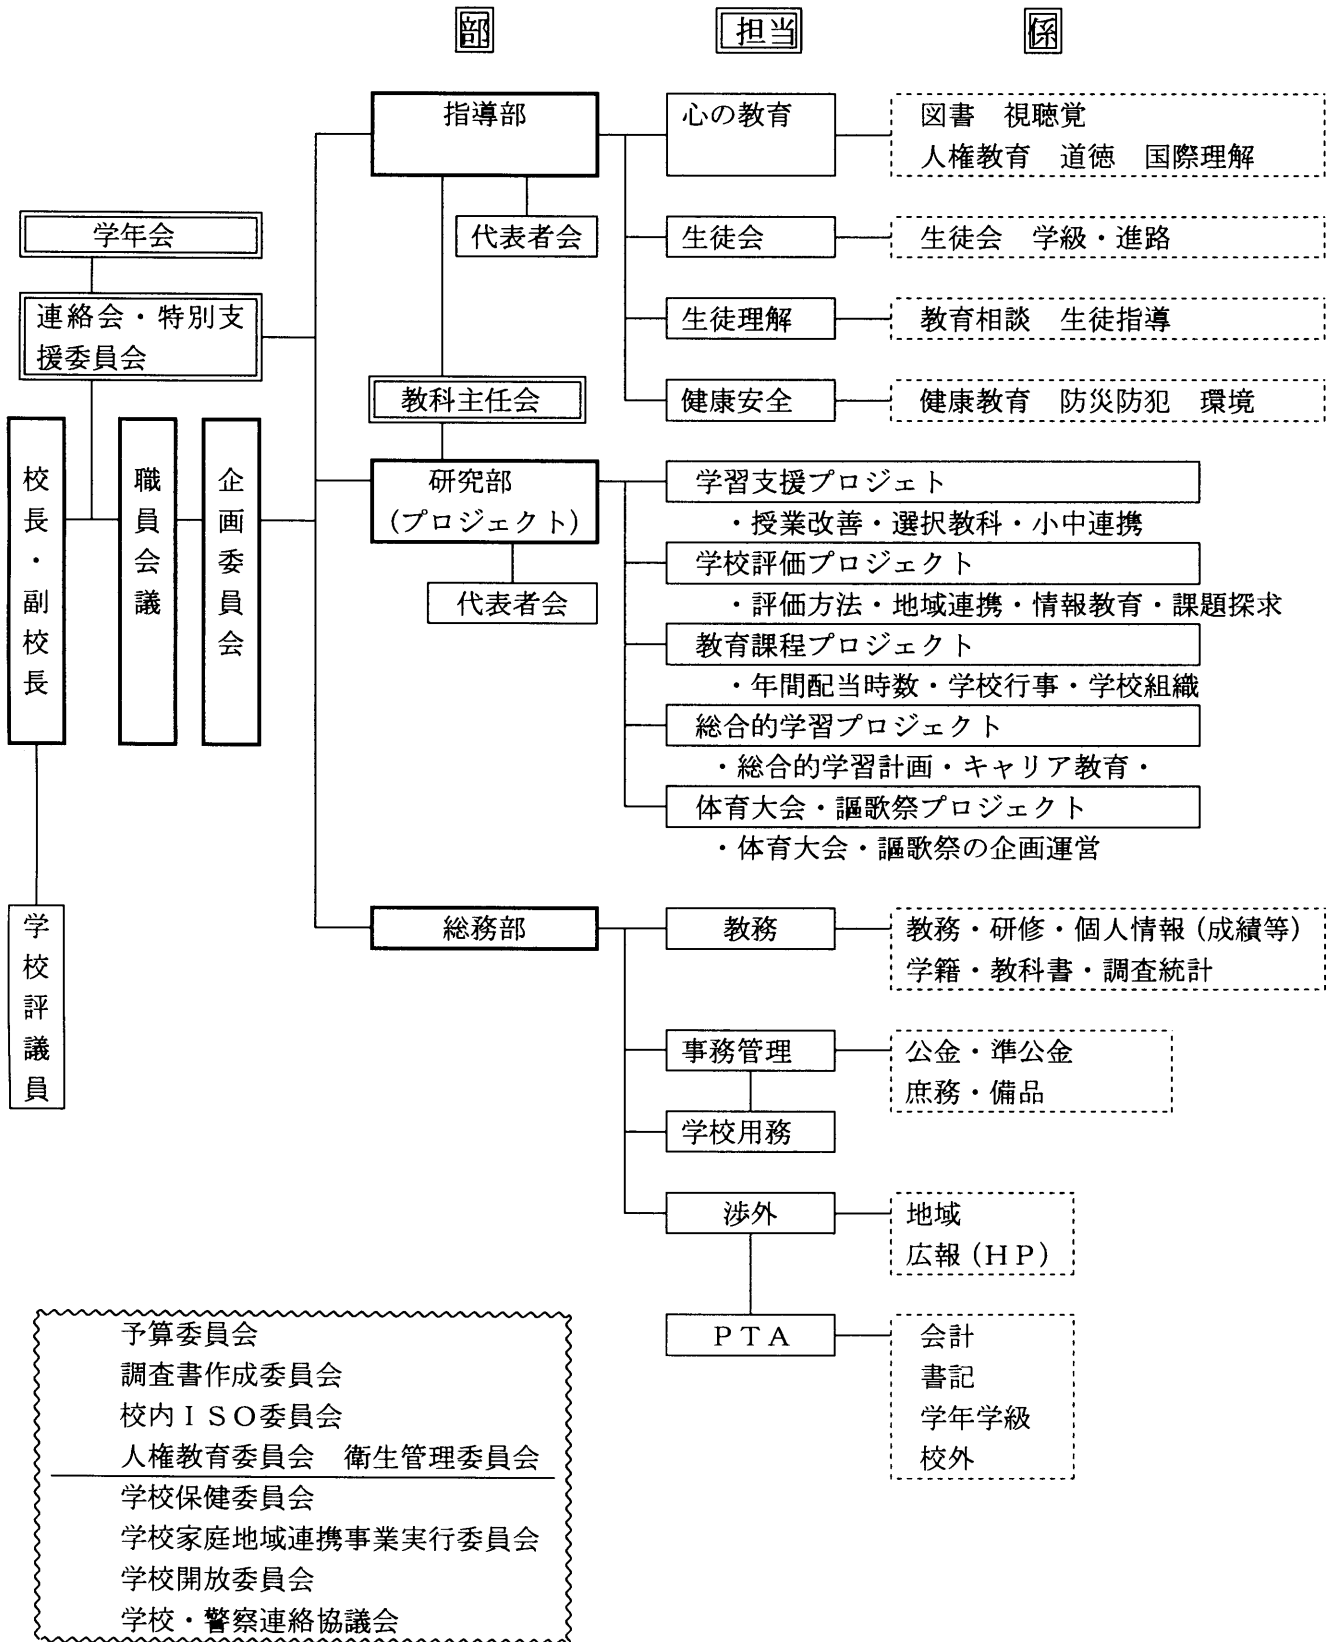 部
担当
係
指導部
心の教育
図書　視聴覚
人権教育　道徳　国際理解
学年会
代表者会
生徒会
生徒会　学級・進路
連絡会・特別支
援委員会
生徒理解
教育相談　生徒指導
教科主任会
健康安全
健康教育　防災防犯　環境
校長・副校長
職員会議
企画委員会
研究部
(プロジェクト)
代表者会
学習支援プロジェト
・授業改善・選択教科・小中連携
学校評価プロジェクト
・評価方法・地域連携・情報教育・課題探求
教育課程プロジェクト
・年間配当時数・学校行事・学校組織
総合的学習プロジェクト
・総合的学習計画・キャリア教育・
体育大会・謳歌祭プロジェクト
・体育大会・謳歌祭の企画運営
学校評議員
総務部
教務
教務・研修・個人情報(成績等)
学籍・教科書・調査統計
事務管理
公金・準公金
庶務・備品
学校用務
渉外
地域
広報(HP)
PTA
会計
書記
学年学級
校外
予算委員会
調査書作成委員会
校内ISO委員会
人権教育委員会　衛生管理委員会
学校保健委員会
学校家庭地域連携事業実行委員会
学校開放委員会
学校・警察連絡協議会